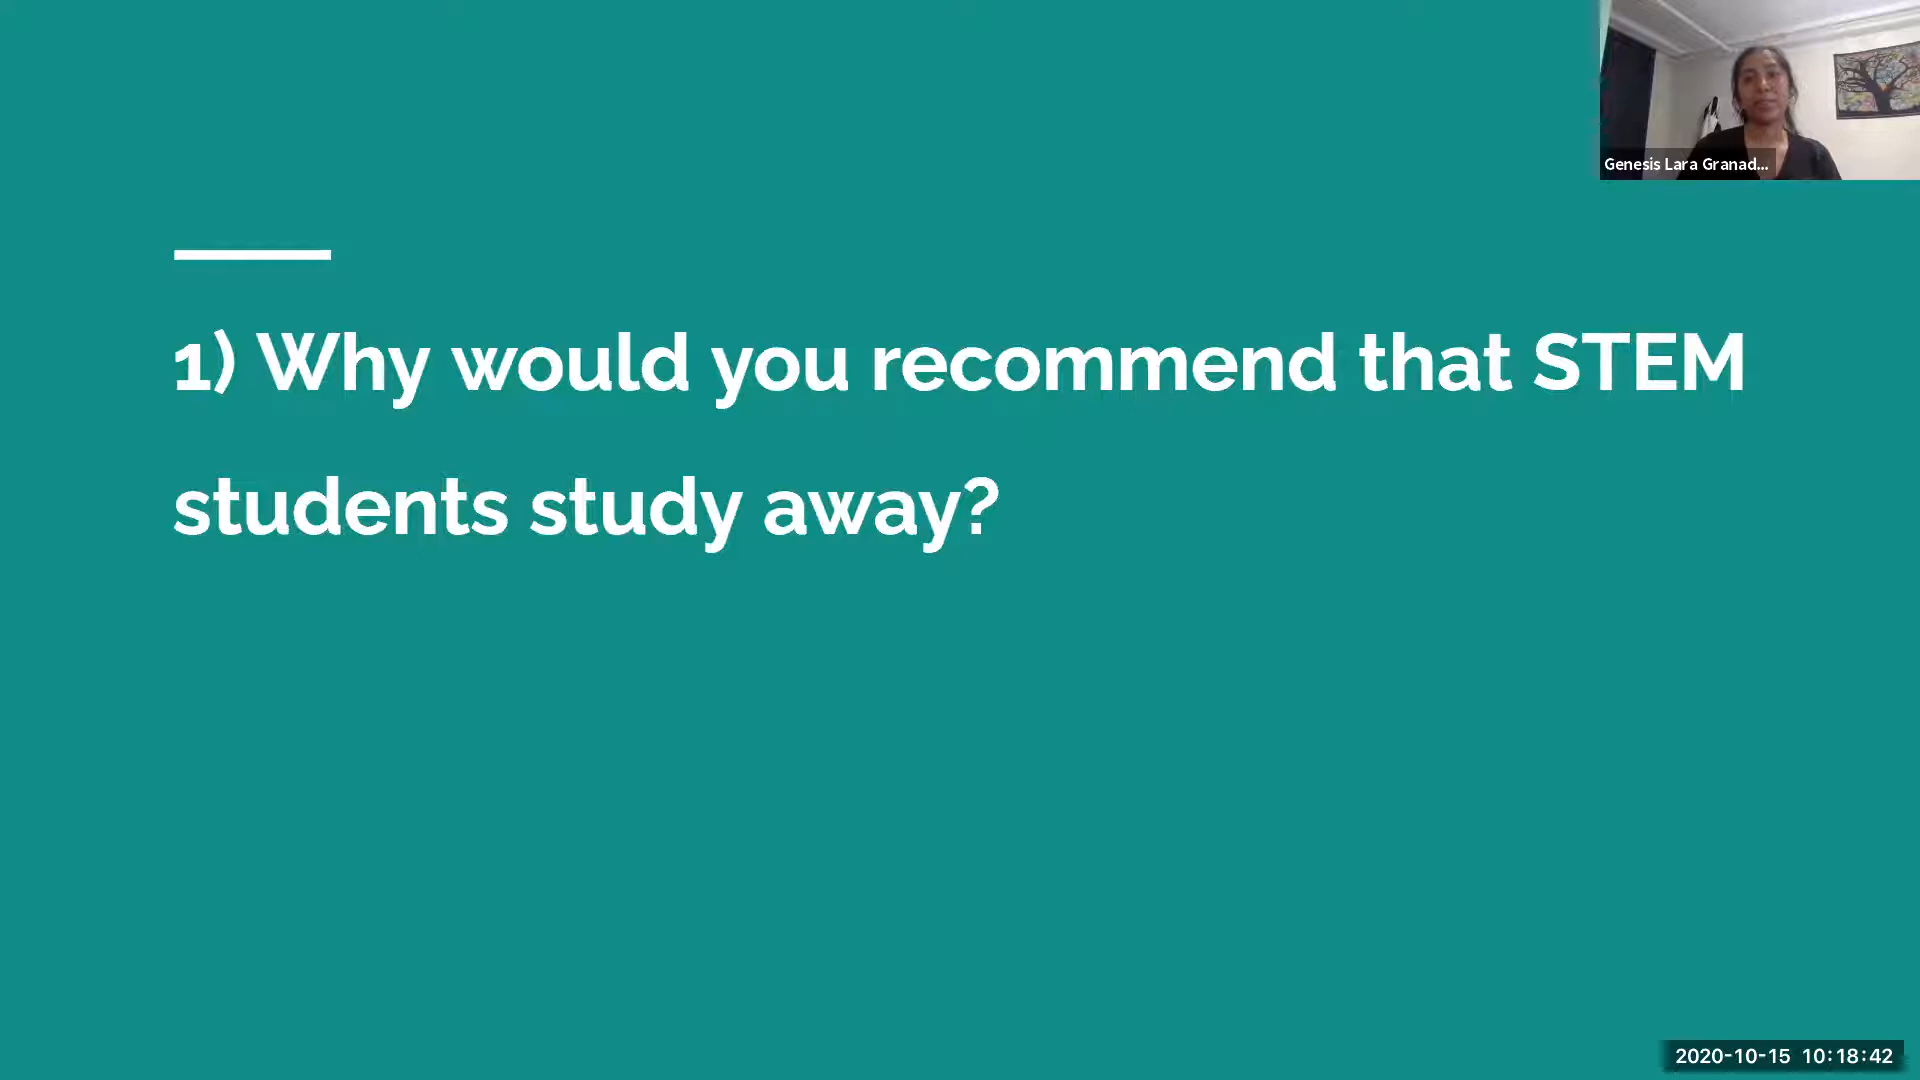 Genesis Lara Granad...
1) Why would you recommend that STEM
students study away?
2020-10-15 10:18:42